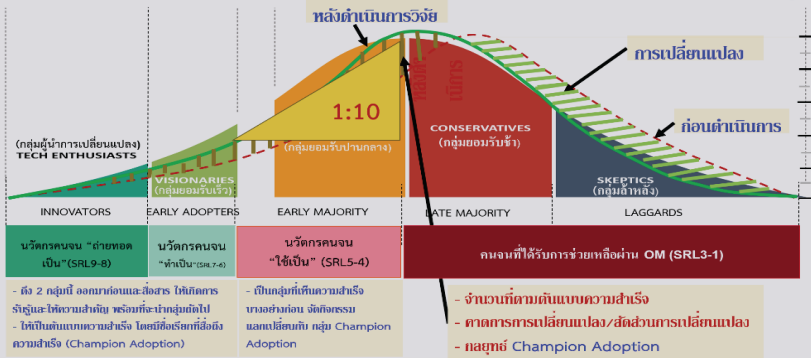 หลังดำเนินการวิจัย
การเปลี่ยนแปลง
ก่อนดำเนินการ
1:10
(กลุ่มผู้นำการเปลี่ยนแปลง)
TECH ENTHUSIASTS
VISIONARIES
(กลุ่มยอมรับเร็ว)
(กลุ่มยอมรับปานกลาง)
CONSERVATIVES
(กลุ่มยอมรับช้า)
SKEPTICS
(กลุ่มล้าหลัง)
INNOVATORS
EARLY ADOPTERS
EARLY MAJORITY
LATE MAJORITY
LAGGARDS
นวัตกรคนจน "ถ่ายทอด
เป็น"(SRL9-8)
นวัตกรคนจน
"ทำเป็น"(SRL7-6)
นวัตกรคนจน
"ใช้เป็น"(SRL5-4)
คนจนที่ได้รับการช่วยเหลือผ่าน OM (SRL3-1)
- ดึง 2 กลุ่มนี้ ออกมาก่อนและสื่อสาร ให้เกิดการ
รับรู้และให้ความสำคัญ พร้อมที่จะนำกลุ่มถัดไป
- ให้เป็นต้นแบบความสำเร็จ โดยมีชื่อเรียกที่สื่อถึง
ความสำเร็จ (Champion Adoption)
- เป็นกลุ่มที่เห็นความสำเร็จ
บางอย่างก่อน จัดกิจกรรม
แลกเปลี่ยนกับ กลุ่ม Champion
Adoption
- จำนวนที่ตามต้นแบบความสำเร็จ
- คาดการการเปลี่ยนแปลง/สัดส่วนการเปลี่ยนแปลง
- กลยุทธ์ Champion Adoption